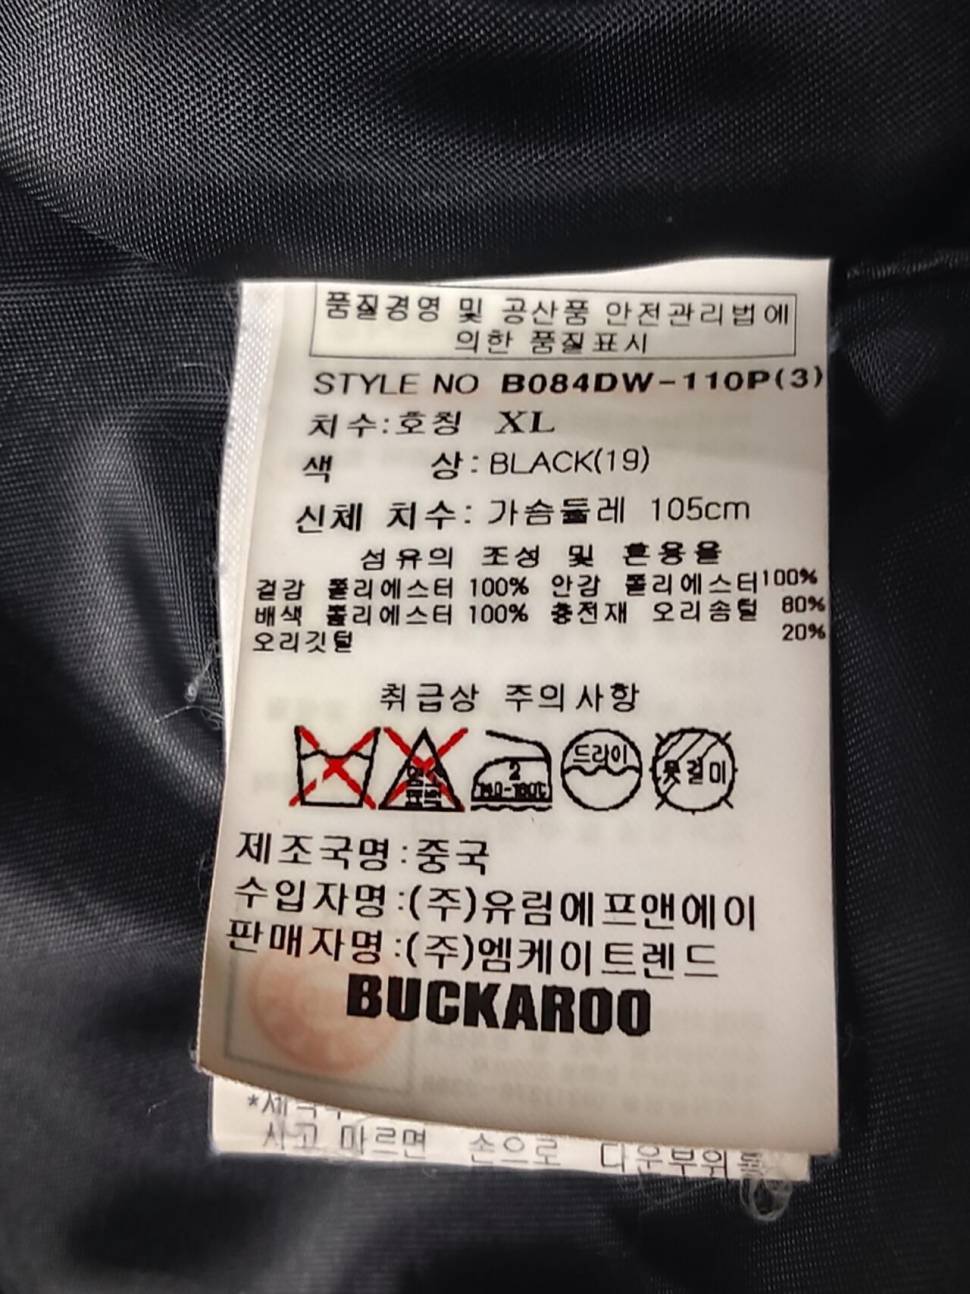 품질경영 및 공산품 안전관리법에
의한 품질표시
STYLE NO B084DW-110P(3)
치수:호칭 XL
색 상:BLACK(19)
신체 치수: 가슴둘레 105cm
섬유의 조성 및 혼용율
겉감 폴리에스터 100% 안감 폴리에스터 100%
배색 폴리에스터 100% 충전재 오리솜털 80%
오리깃털 20%
취급상 주의사항
2
140-160℃
드라이
옷걸이
제조국명:중국
수입자명:(주)유림에프앤에이
판매자명:(주)엠케이트렌드
BUCKAROO
마르면 손으로 다운부위를